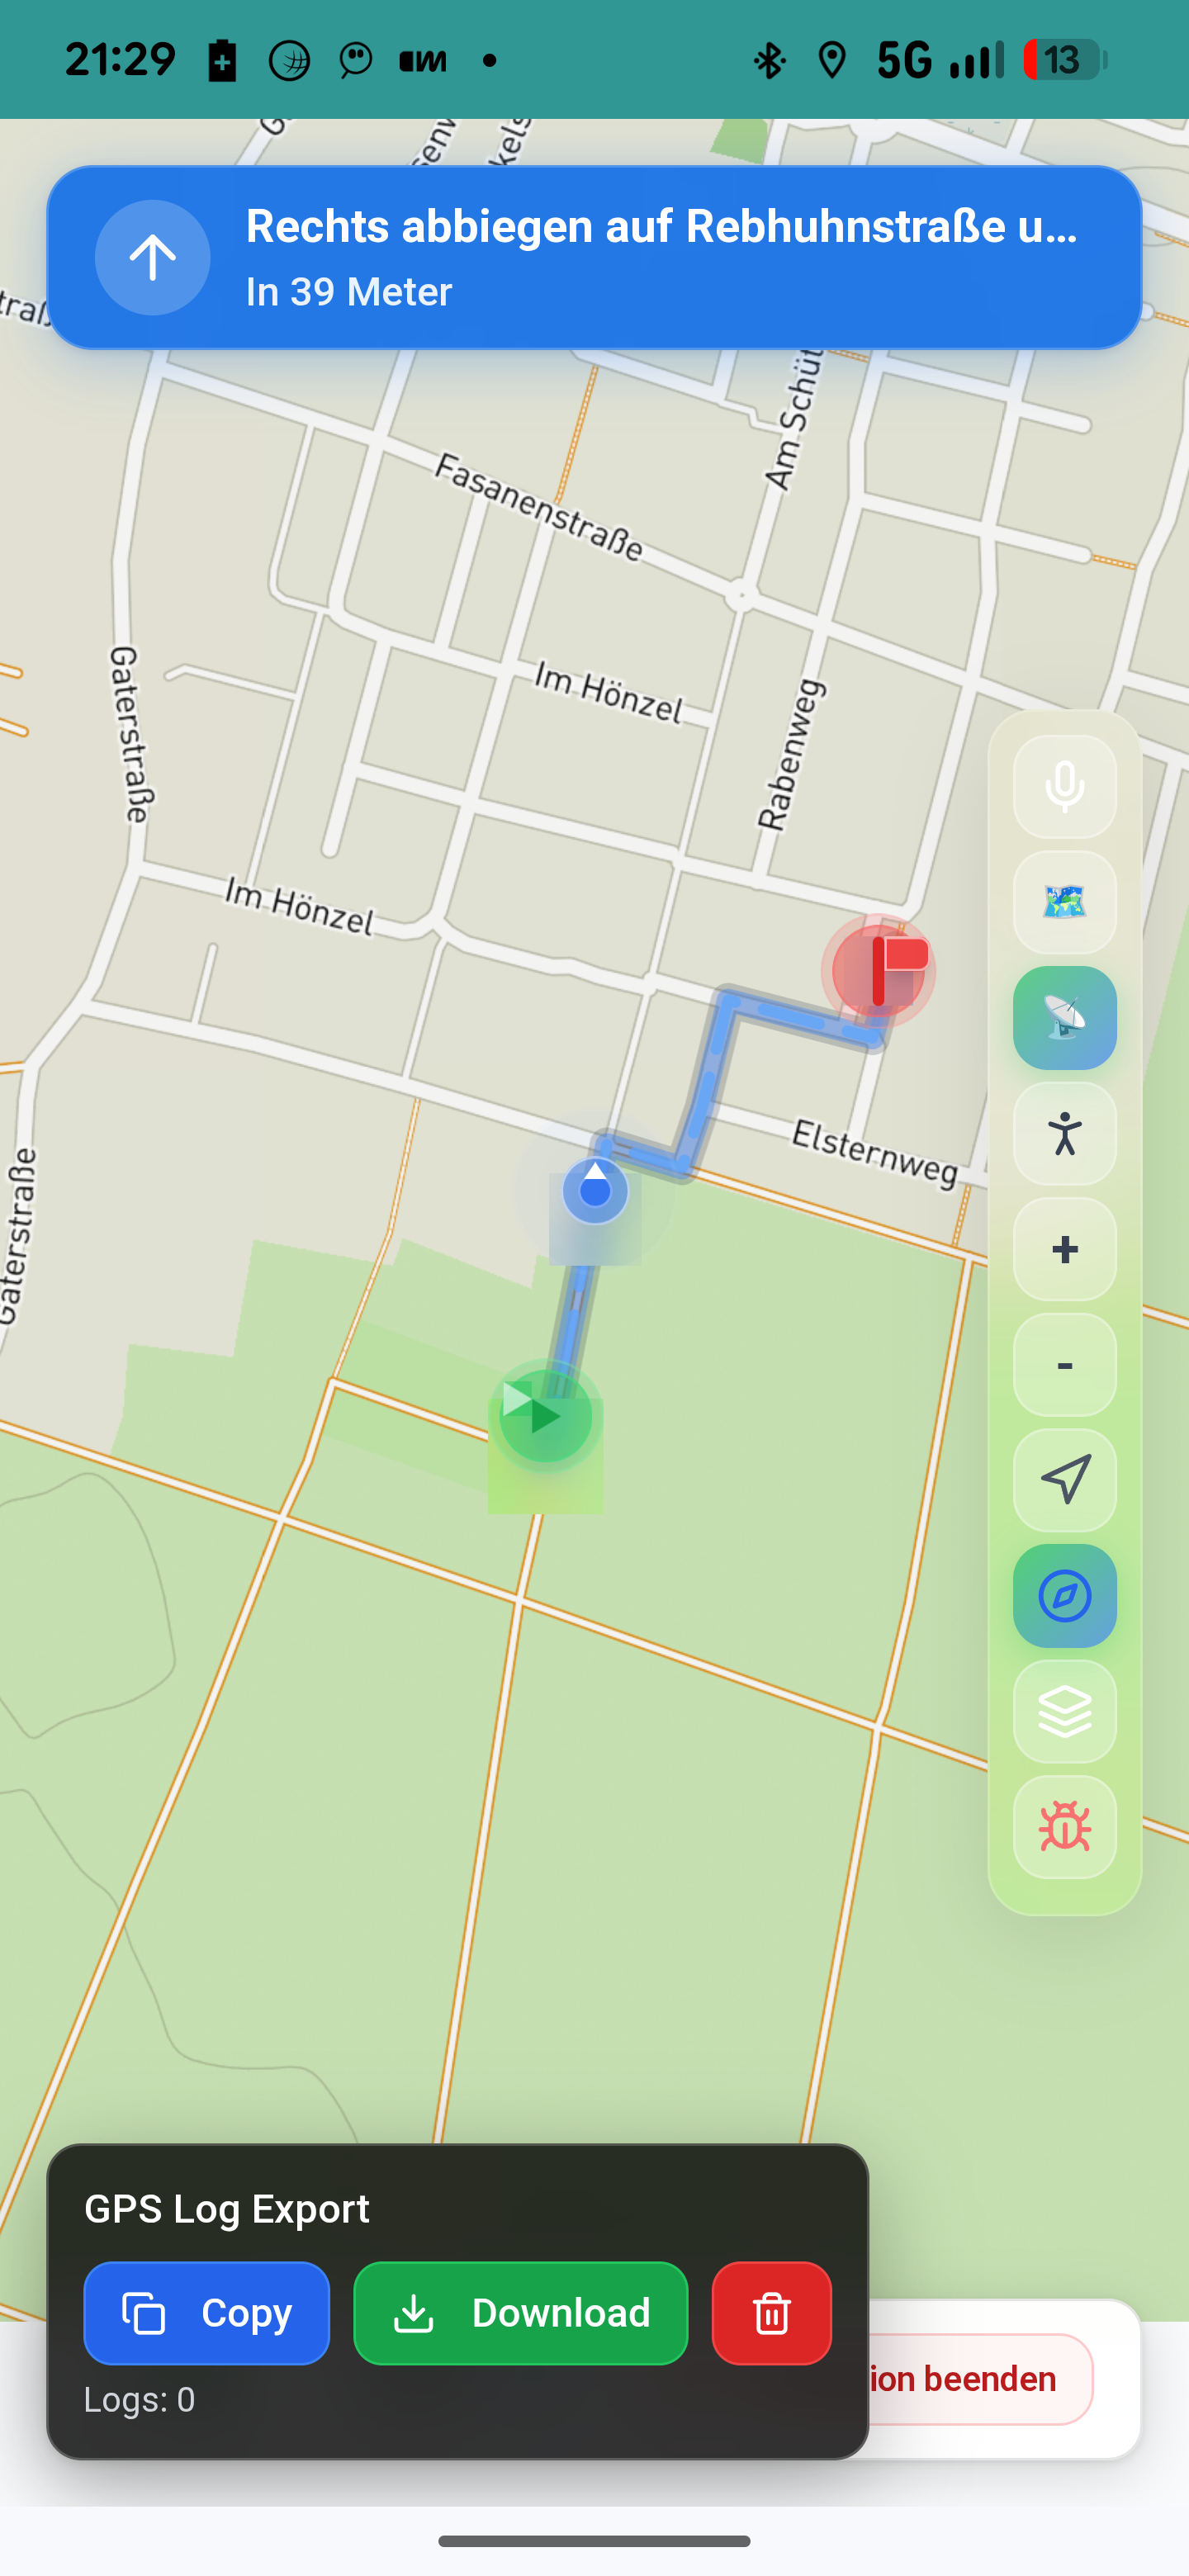 21:29
5G
13
Rechts abbiegen auf Rebhuhnstraße u...
In 39 Meter
Am Schüt
Fasanenstraße
Im Hönzel
Gaterstraße
Rabenweg
Im Hönzel
Elsternweg
Gaterstraße
+
-
GPS Log Export
Copy
Download
ion beenden
Logs: 0